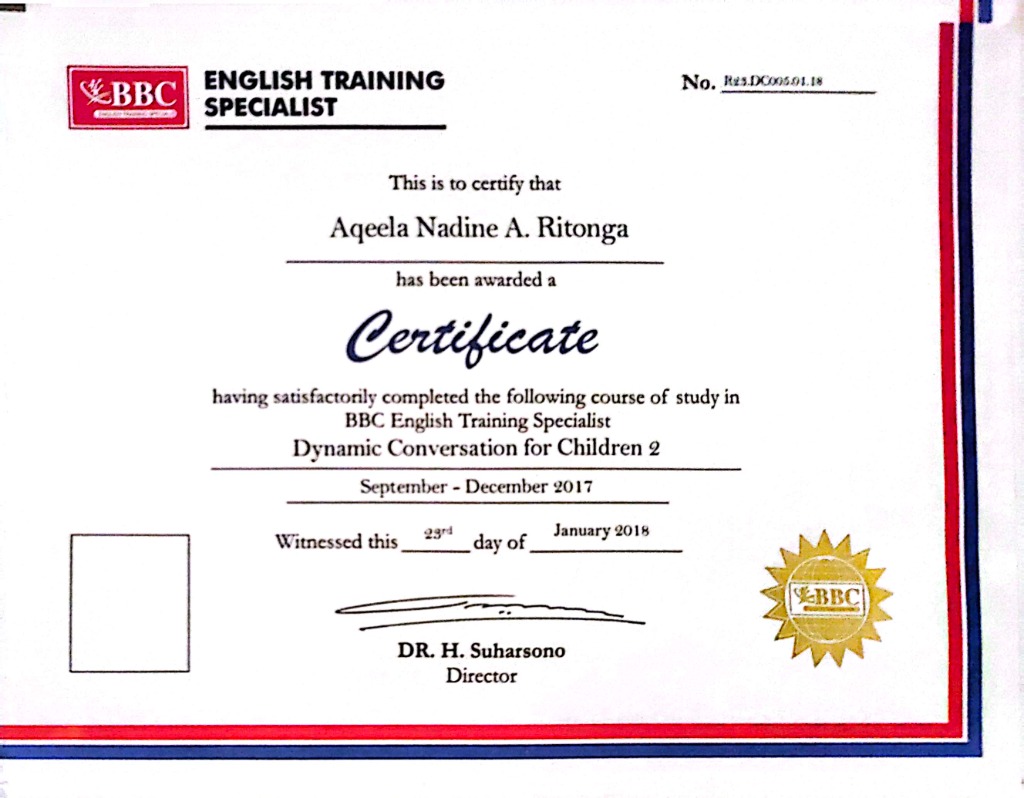 BBC
ENGLISH TRAINING
SPECIALIST
No. R23.DC005.01.18
This is to certify that
Aqeela Nadine A. Ritonga
has been awarded a
Certificate
having satisfactorily completed the following course of study in
BBC English Training Specialist
Dynamic Conversation for Children 2
September - December 2017
Witnessed this 23rd day of January 2018
BBC
DR. H. Suharsono
Director